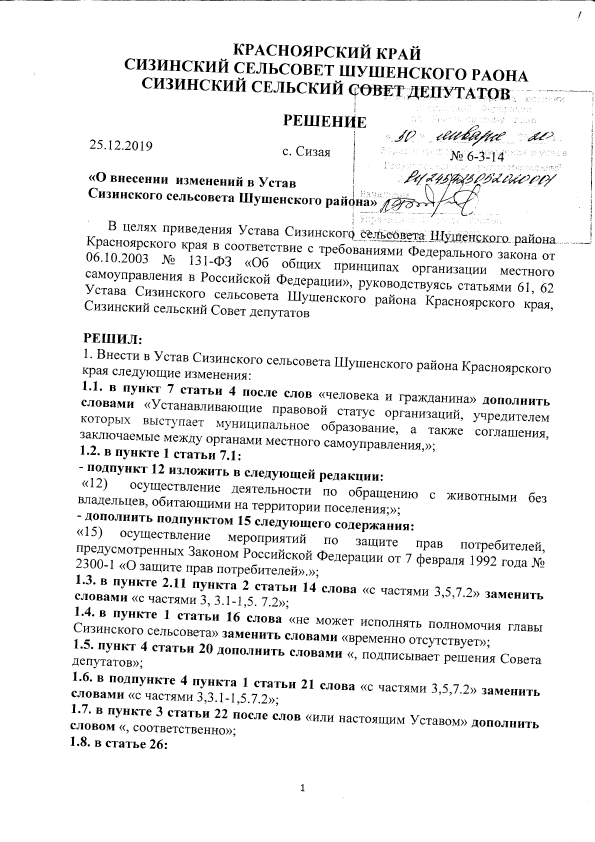 КРАСНОЯРСКИЙ КРАЙ
СИЗИНСКИЙ СЕЛЬСОВЕТ ШУШЕНСКОГО РАОНА
СИЗИНСКИЙ СЕЛЬСКИЙ СОВЕТ ДЕПУТАТОВ
РЕШЕНИЕ
30 января 20
25.12.2019 с. Сизая № 6-3-14
«О внесении изменений в Устав
Сизинского сельсовета Шушенского района»
В целях приведения Устава Сизинского сельсовета Шушенского района
Красноярского края в соответствие с требованиями Федерального закона от
06.10.2003 № 131-ФЗ «Об общих принципах организации местного
самоуправления в Российской Федерации», руководствуясь статьями 61, 62
Устава Сизинского сельсовета Шушенского района Красноярского края,
Сизинский сельский Совет депутатов
РЕШИЛ:
1. Внести в Устав Сизинского сельсовета Шушенского района Красноярского
края следующие изменения:
1.1. в пункт 7 статьи 4 после слов «человека и гражданина» дополнить
словами «Устанавливающие правовой статус организаций, учредителем
которых выступает муниципальное образование, а также соглашения,
заключаемые между органами местного самоуправления,»;
1.2. в пункте 1 статьи 7.1:
- подпункт 12 изложить в следующей редакции:
«12) осуществление деятельности по обращению с животными без
владельцев, обитающими на территории поселения;»;
- дополнить подпунктом 15 следующего содержания:
«15) осуществление мероприятий по защите прав потребителей,
предусмотренных Законом Российской Федерации от 7 февраля 1992 года №
2300-1 «О защите прав потребителей».»;
1.3. в пункте 2.11 пункта 2 статьи 14 слова «с частями 3,5,7.2» заменить
словами «с частями 3, 3.1-1,5. 7.2»;
1.4. в пункте 1 статьи 16 слова «не может исполнять полномочия главы
Сизинского сельсовета» заменить словами «временно отсутствует»;
1.5. пункт 4 статьи 20 дополнить словами «, подписывает решения Совета
депутатов»;
1.6. в подпункте 4 пункта 1 статьи 21 слова «с частями 3,5,7.2» заменить
словами «с частями 3,3.1-1,5.7.2»;
1.7. в пункте 3 статьи 22 после слов «или настоящим Уставом» дополнить
словом «, соответственно»;
1.8. в статье 26:
1